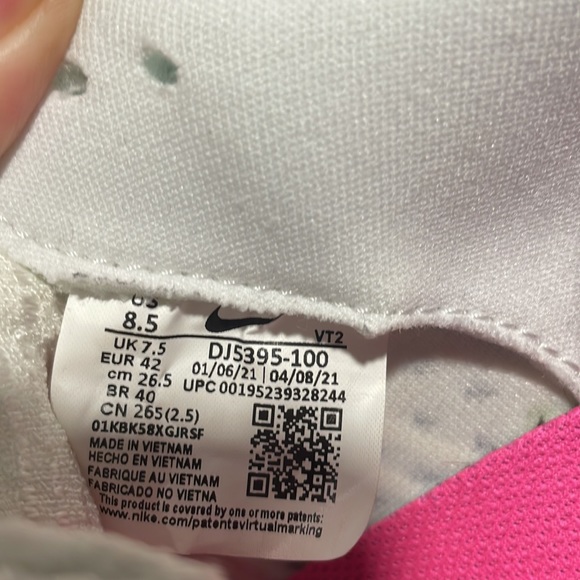 US
8.5
VT2
UK 7.5
EUR 42
cm 26.5
BR 40
CN 265(2.5)
DJ5395-100
01/06/21 | 04/08/21
UPC 00195239328244
01KBK58XGJRSF
MADE IN VIETNAM
HECHO EN VIETNAM
FABRIQUE AU VIETNAM
FABRICADO NO VIETNA
This product is covered by one or more patents:
www.nike.com/patentsvirtualmarking